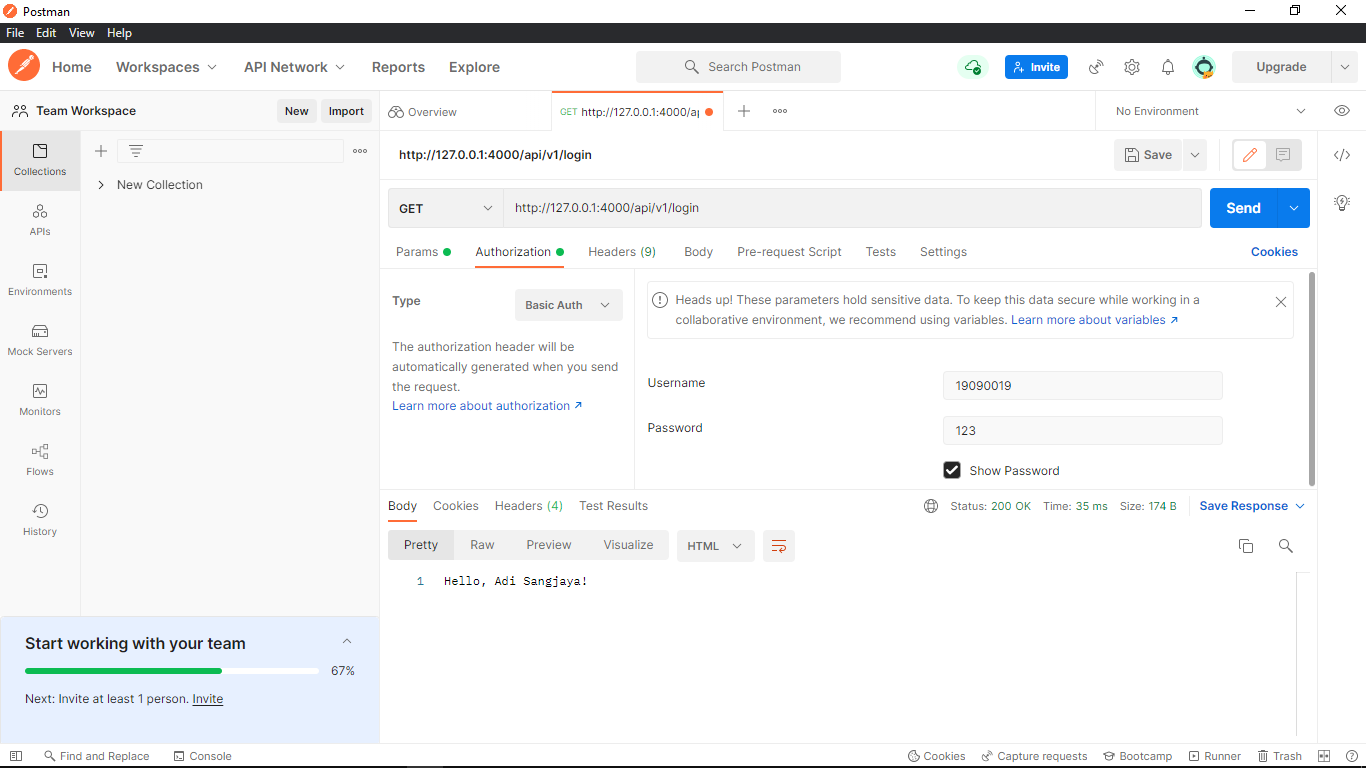 Postman
File Edit View Help
Home Workspaces API Network Reports Explore Search Postman Invite Upgrade
Team Workspace New Import Overview GET http://127.0.0.1:4000/a No Environment
Collections
APIs
Environments
Mock Servers
Monitors
Flows
History
New Collection
http://127.0.0.1:4000/api/v1/login Save
GET http://127.0.0.1:4000/api/v1/login Send
Params Authorization Headers (9) Body Pre-request Script Tests Settings Cookies
Type Basic Auth
The authorization header will be
automatically generated when you send
the request.
Learn more about authorization ↗
Heads up! These parameters hold sensitive data. To keep this data secure while working in a
collaborative environment, we recommend using variables. Learn more about variables ↗
Username 19090019
Password 123
Show Password
Body Cookies Headers (4) Test Results Status: 200 OK Time: 35 ms Size: 174 B Save Response
Pretty Raw Preview Visualize HTML
1 Hello, Adi Sangjaya!
Start working with your team
67%
Next: Invite at least 1 person. Invite
Find and Replace Console Cookies Capture requests Bootcamp Runner Trash